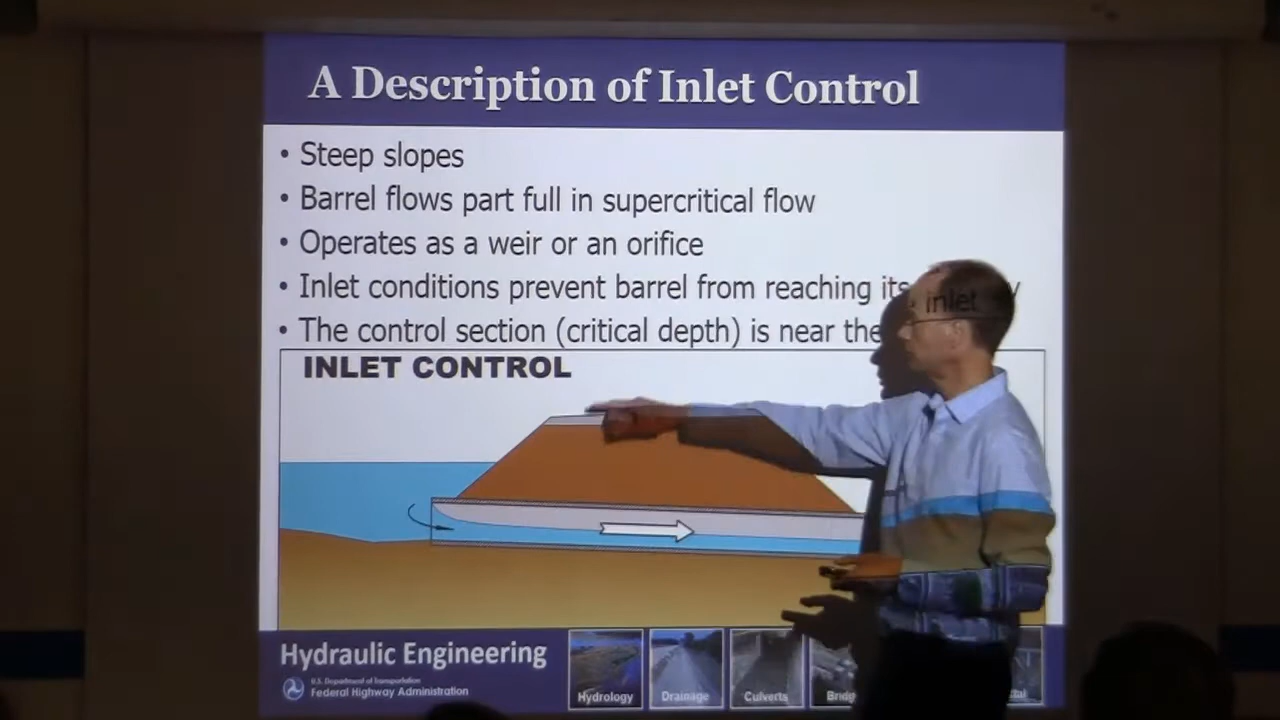 A Description of Inlet Control
• Steep slopes
• Barrel flows part full in supercritical flow
• Operates as a weir or an orifice
• Inlet conditions prevent barrel from reaching its
• The control section (critical depth) is near the inlet
INLET CONTROL
Hydraulic Engineering
U.S. Department of Transportation
Federal Highway Administration
Hydrology
Drainage
Culverts